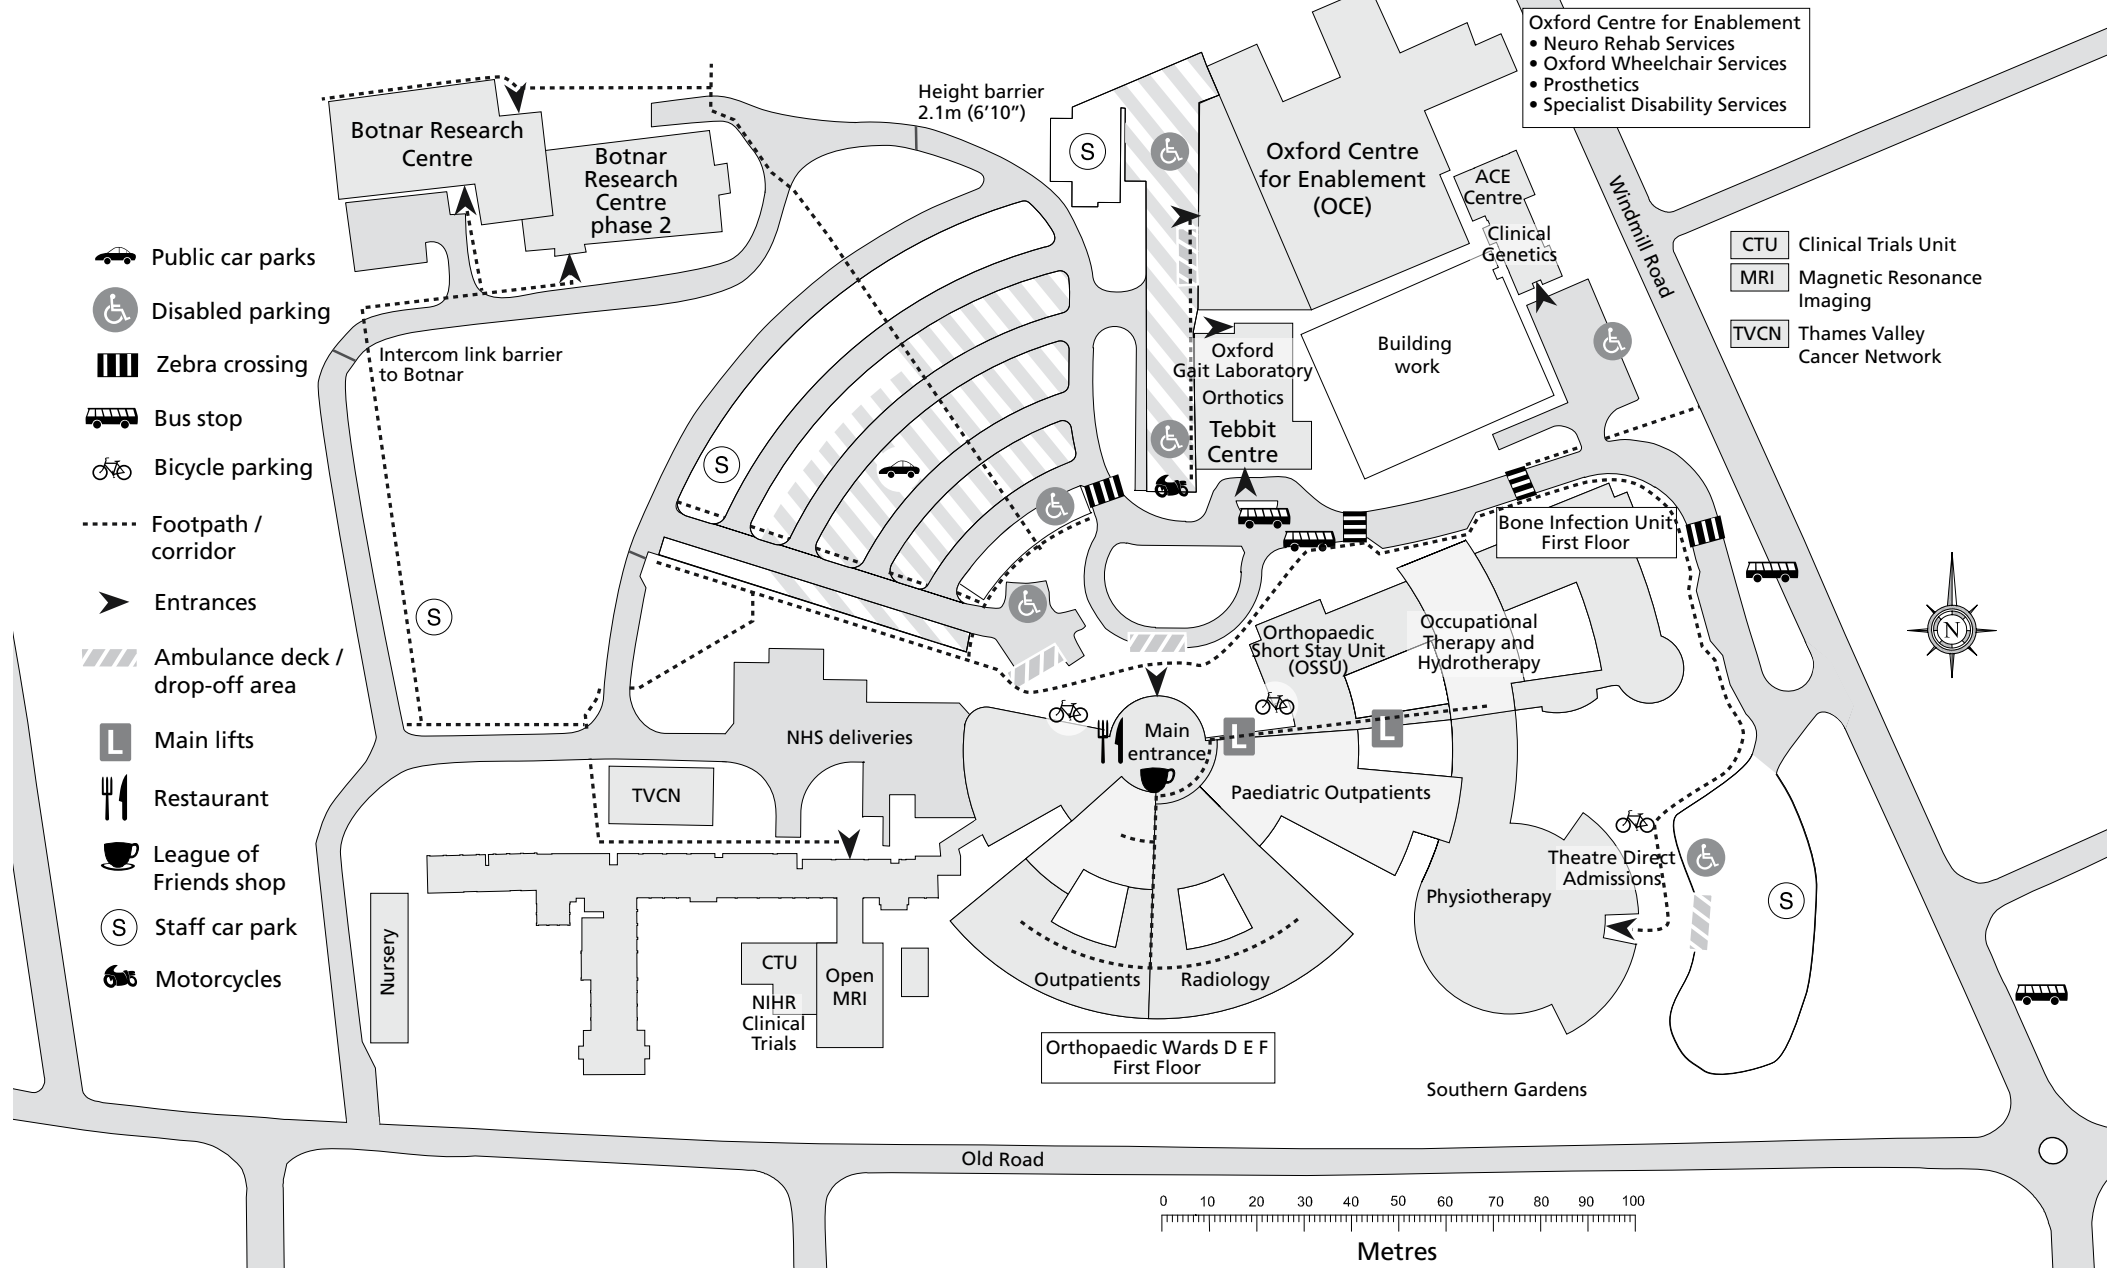 Oxford Centre for Enablement
• Neuro Rehab Services
• Oxford Wheelchair Services
• Prosthetics
• Specialist Disability Services
Height barrier
2.1m (6’10”)
Botnar Research
Centre
Botnar
Research
Centre
phase 2
S
Oxford Centre
for Enablement
(OCE)
ACE
Centre
Clinical
Genetics
Windmill Road
CTU
Clinical Trials Unit
MRI
Magnetic Resonance
Imaging
TVCN
Thames Valley
Cancer Network
Public car parks
Disabled parking
Zebra crossing
Bus stop
Bicycle parking
Footpath /
corridor
Entrances
Ambulance deck /
drop-off area
L
Main lifts
Restaurant
League of
Friends shop
S
Staff car park
Motorcycles
Intercom link barrier
to Botnar
S
S
Oxford
Gait Laboratory
Orthotics
Tebbit
Centre
Building
work
Bone Infection Unit
First Floor
N
Orthopaedic
Short Stay Unit
(OSSU)
Occupational
Therapy and
Hydrotherapy
NHS deliveries
Main
entrance
L
L
TVCN
Paediatric Outpatients
Theatre Direct
Admissions
Physiotherapy
S
Nursery
CTU
Open
MRI
NIHR
Clinical
Trials
Outpatients
Radiology
Orthopaedic Wards D E F
First Floor
Southern Gardens
Old Road
0 10 20 30 40 50 60 70 80 90 100
Metres